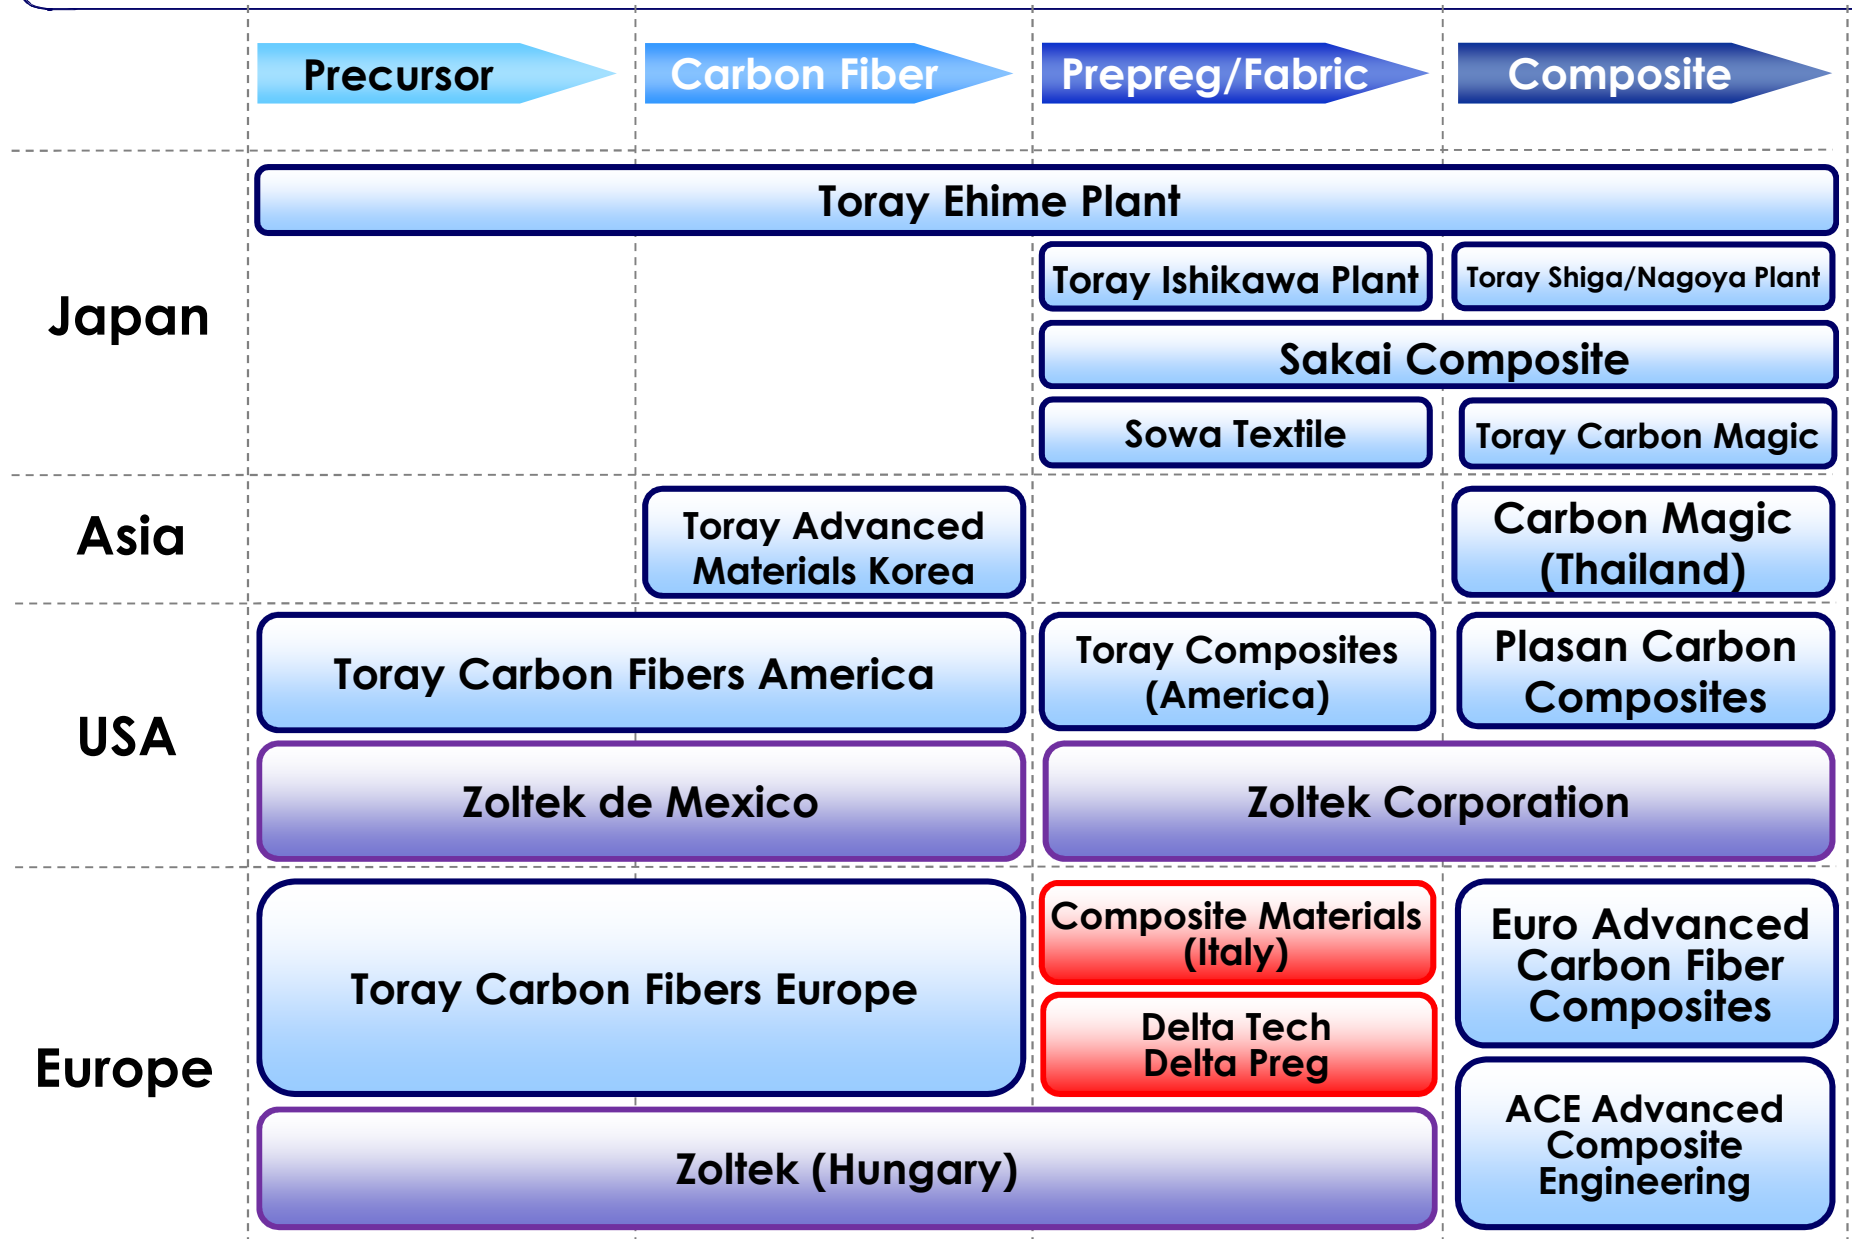 Precursor
Carbon Fiber
Prepreg/Fabric
Composite
Japan
Toray Ehime Plant
Toray Ishikawa Plant
Toray Shiga/Nagoya Plant
Sakai Composite
Sowa Textile
Toray Carbon Magic
Asia
Toray Advanced
Materials Korea
Carbon Magic
(Thailand)
USA
Toray Carbon Fibers America
Toray Composites
(America)
Plasan Carbon
Composites
Zoltek de Mexico
Zoltek Corporation
Europe
Toray Carbon Fibers Europe
Composite Materials
(Italy)
Delta Tech
Delta Preg
Euro Advanced
Carbon Fiber
Composites
Zoltek (Hungary)
ACE Advanced
Composite
Engineering